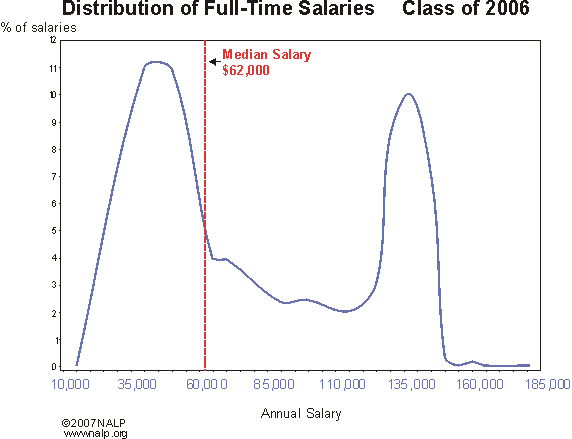 Distribution of Full-Time Salaries Class of 2006
% of salaries
Median Salary
$62,000
12
11
10
9
8
7
6
5
4
3
2
1
0
10,000 35,000 60,000 85,000 110,000 135,000 160,000 185,000
Annual Salary
©2007NALP
www.nalp.org